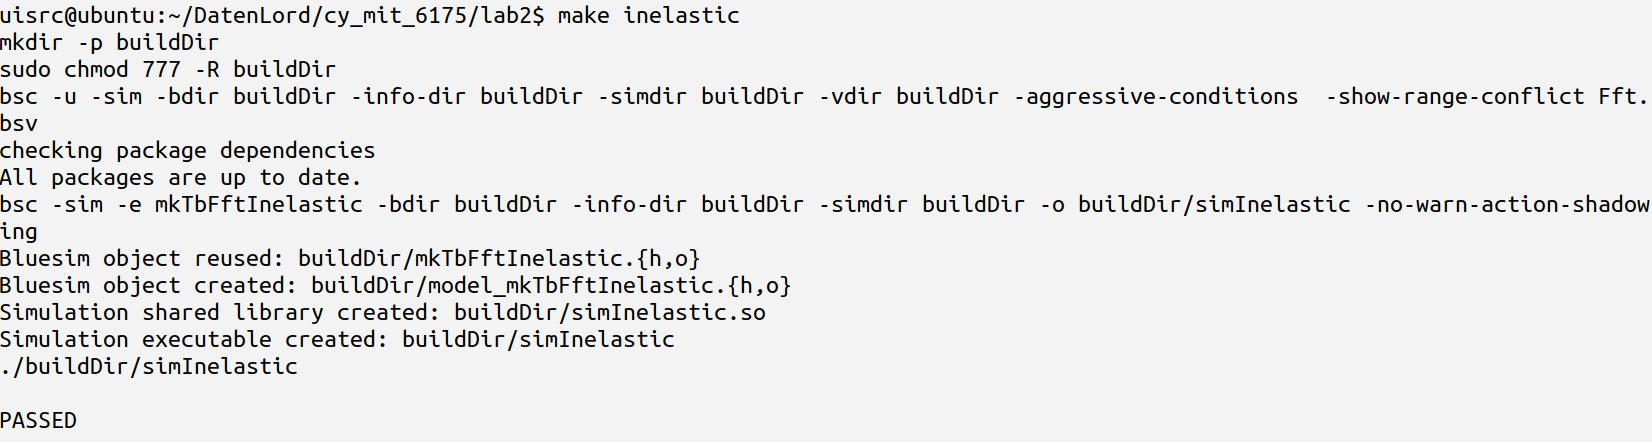 uisrc@ubuntu:~/DatenLord/cy_mit_6175/lab2$ make inelastic
mkdir -p buildDir
sudo chmod 777 -R buildDir
bsc -u -sim -bdir buildDir -info-dir buildDir -simdir buildDir -vdir buildDir -aggressive-conditions  -show-range-conflict Fft.
bsv
checking package dependencies
All packages are up to date.
bsc -sim -e mkTbFftInelastic -bdir buildDir -info-dir buildDir -simdir buildDir -o buildDir/simInelastic -no-warn-action-shadow
ing
Bluesim object reused: buildDir/mkTbFftInelastic.{h,o}
Bluesim object created: buildDir/model_mkTbFftInelastic.{h,o}
Simulation shared library created: buildDir/simInelastic.so
Simulation executable created: buildDir/simInelastic
./buildDir/simInelastic
PASSED